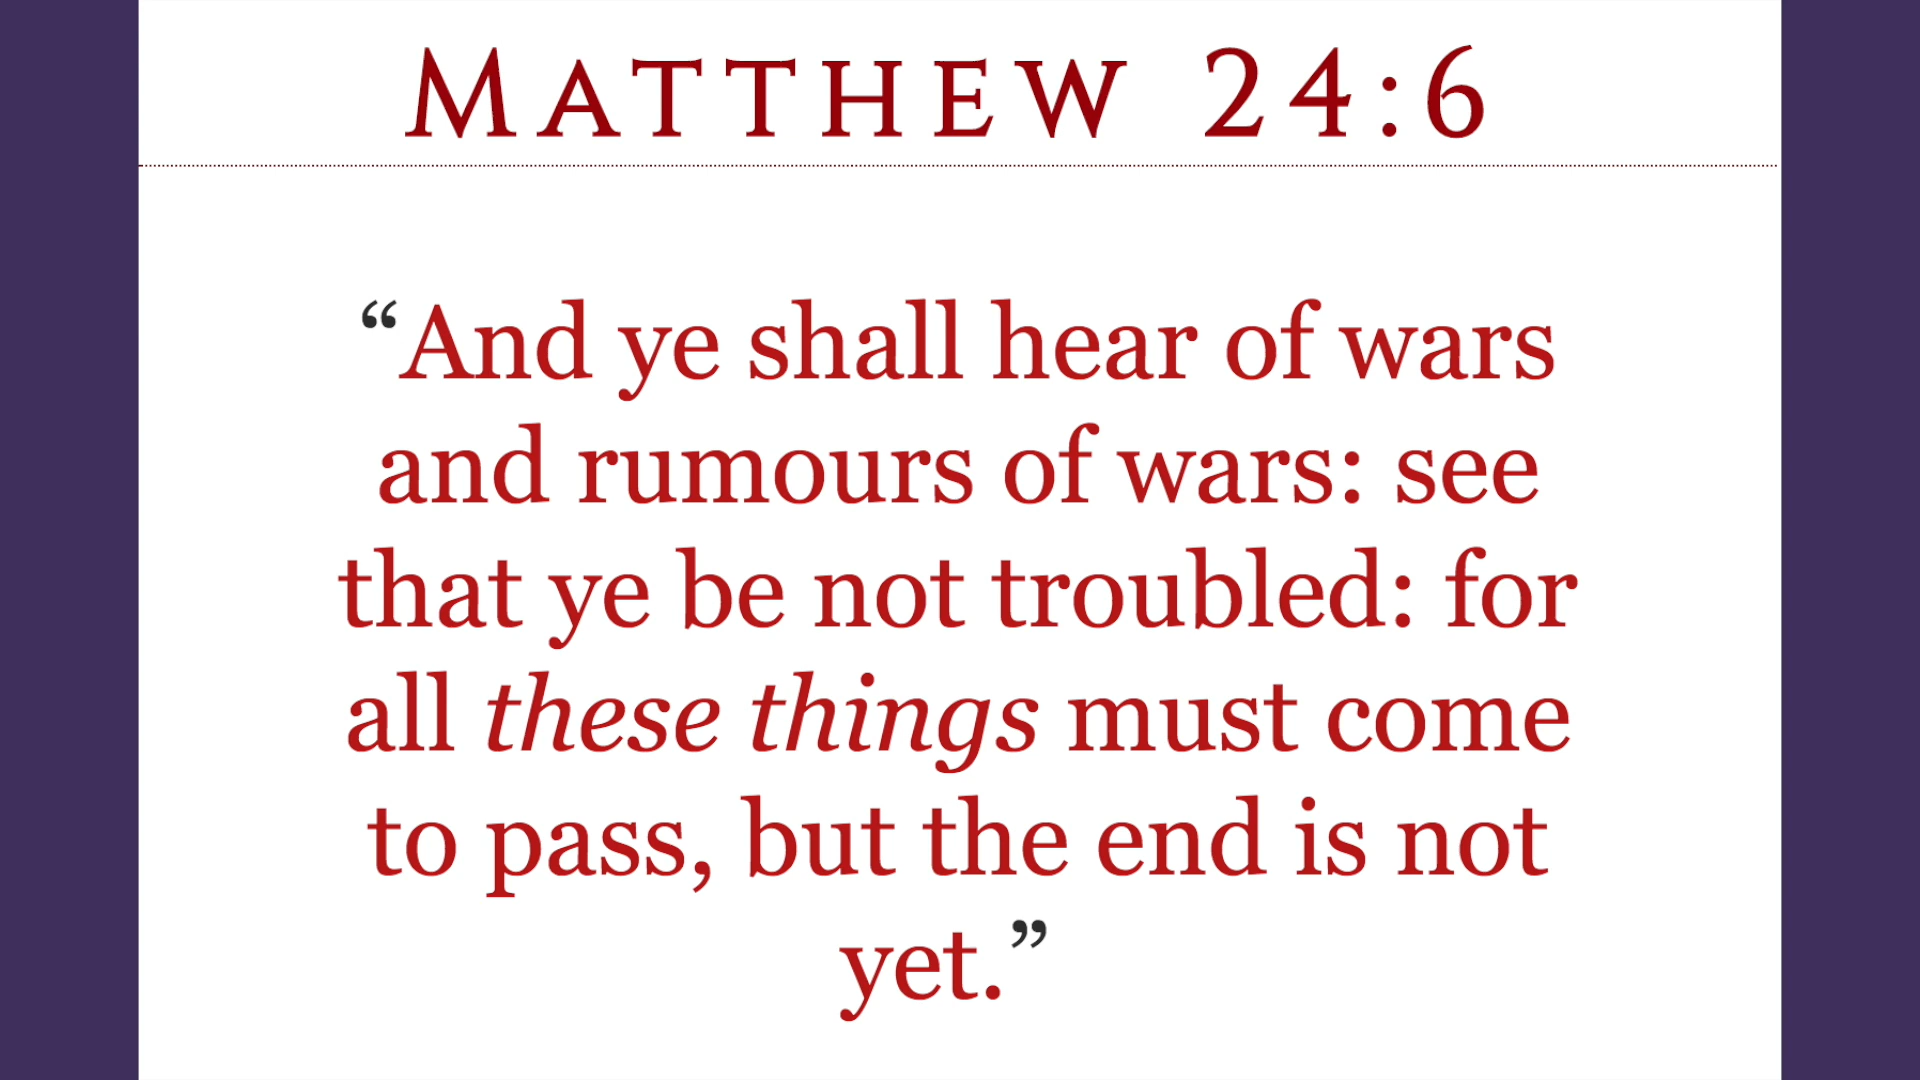 MATTHEW 24:6
“And ye shall hear of wars
and rumours of wars: see
that ye be not troubled: for
all these things must come
to pass, but the end is not
yet.”